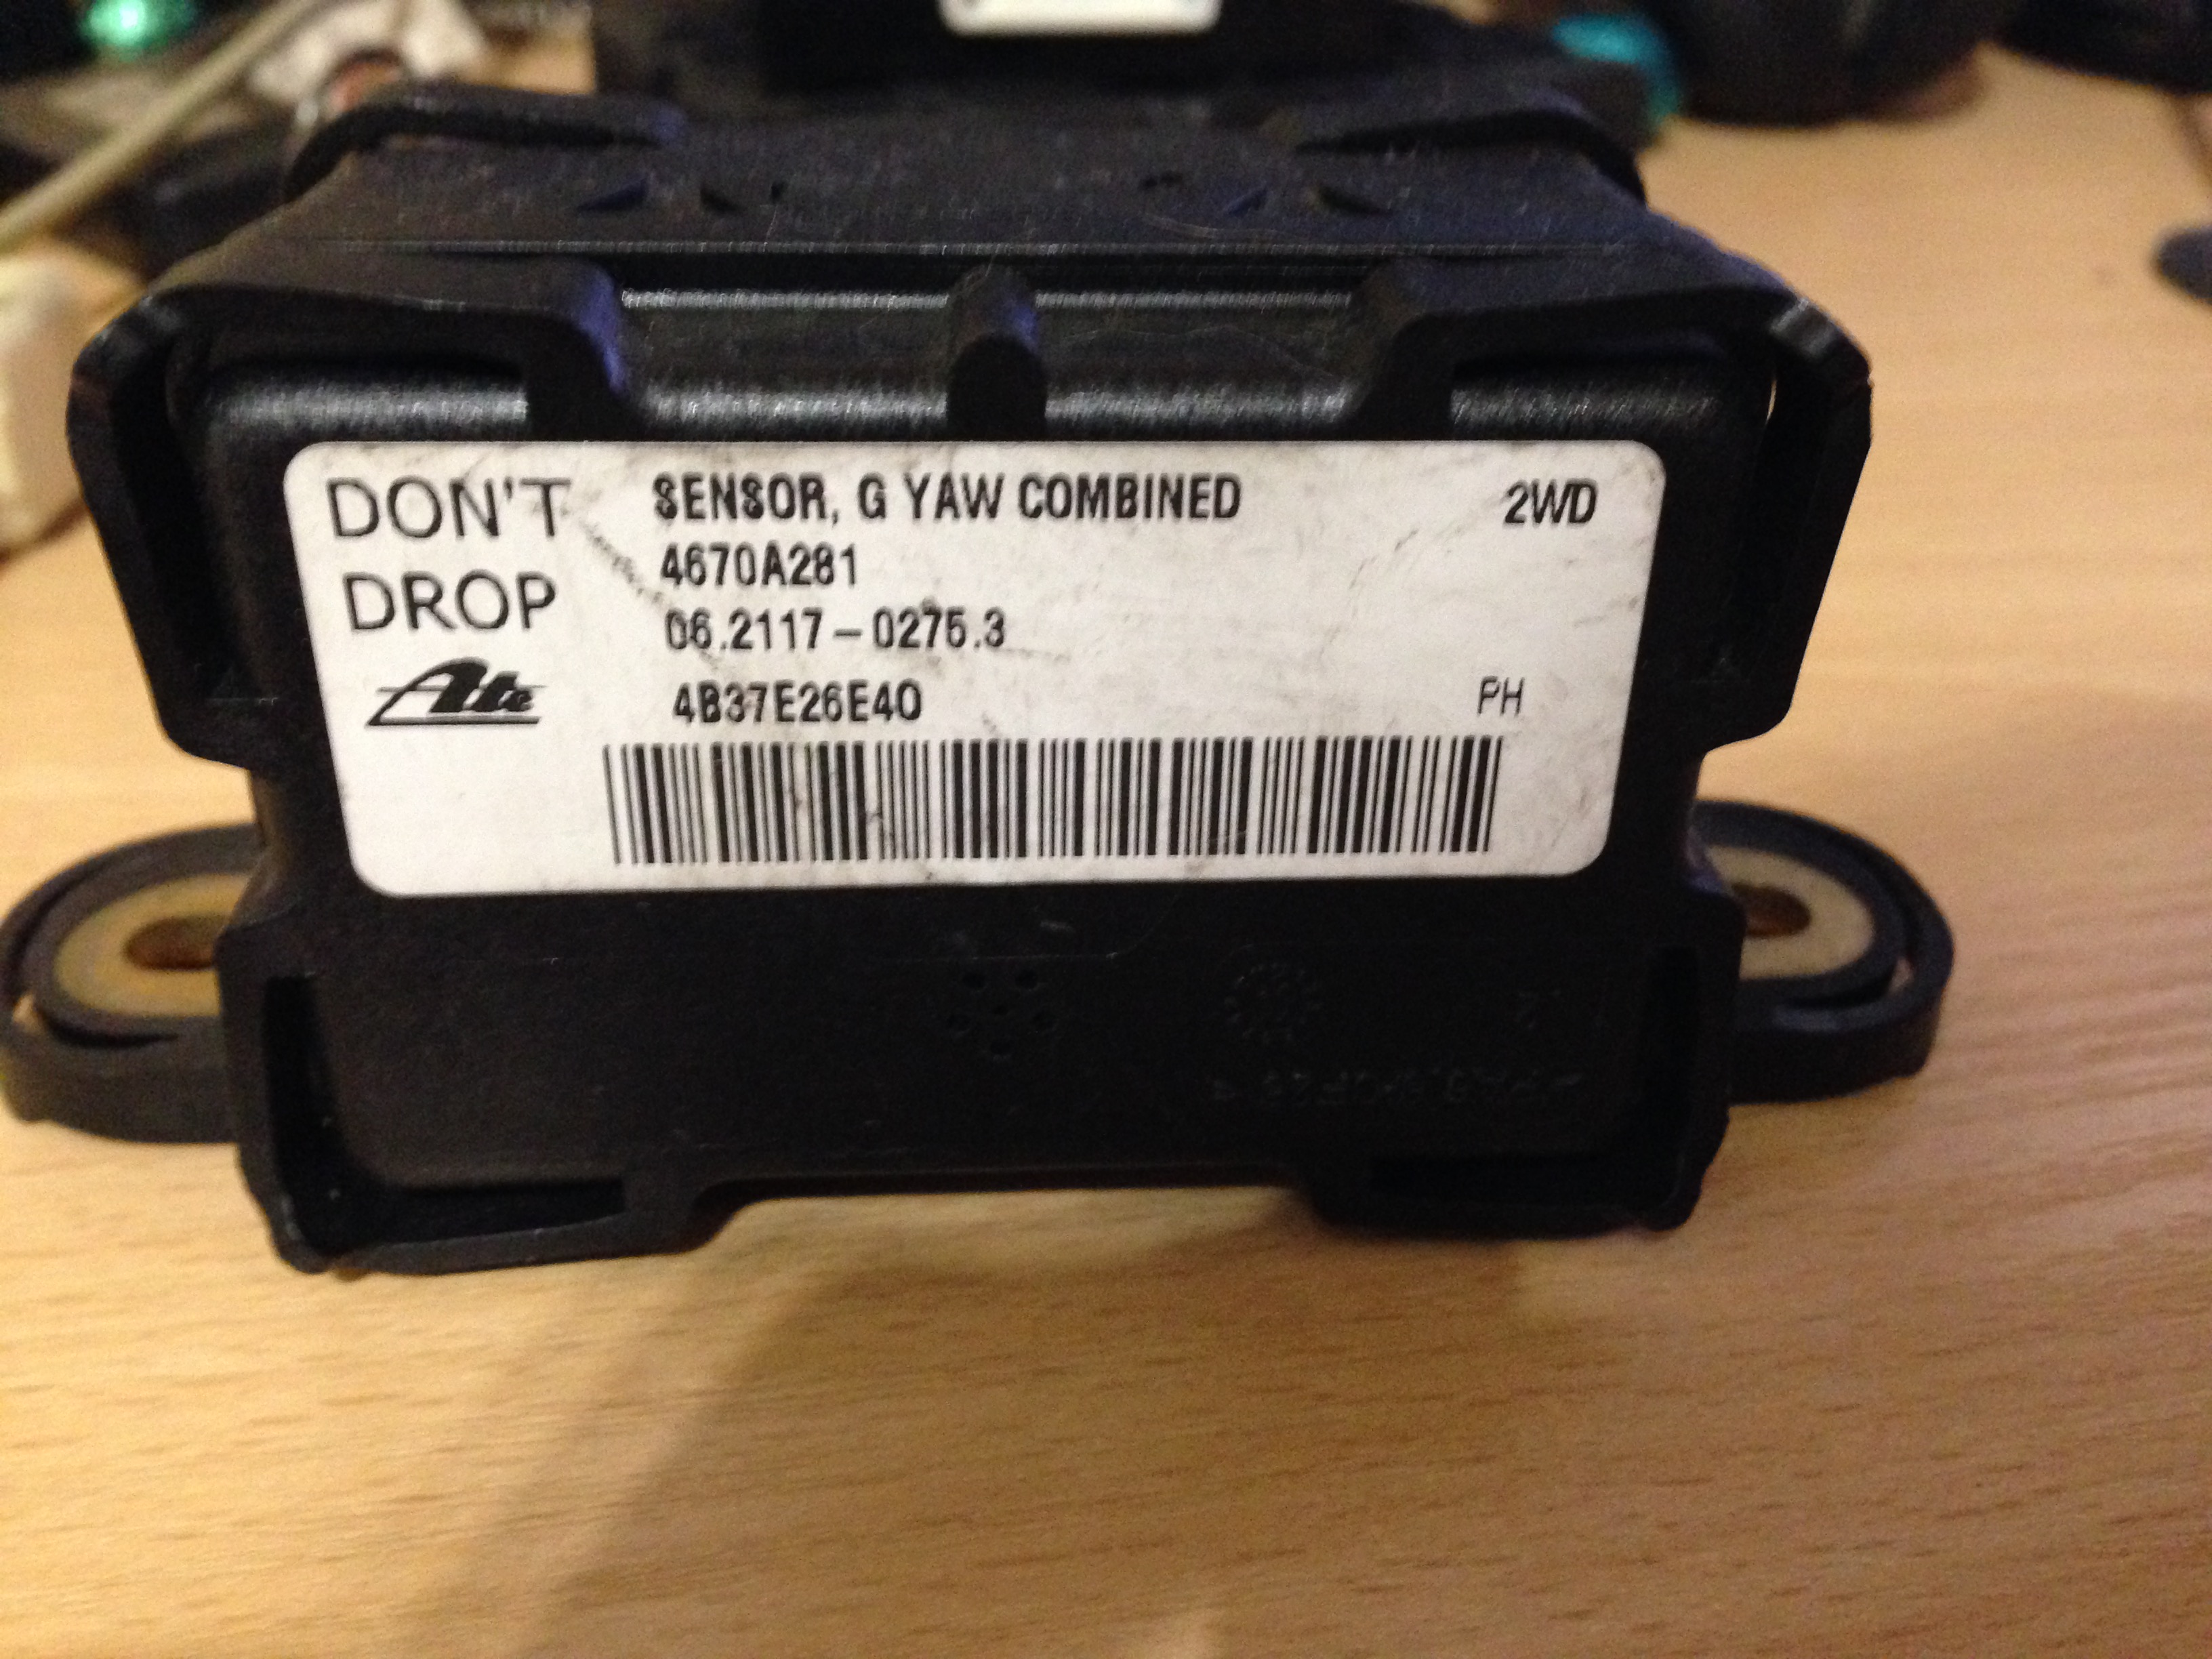 DON'T
DROP
Ate
SENSOR, G YAW COMBINED 2WD
4670A281
06.2117-0275.3
4B37E26E40 PH